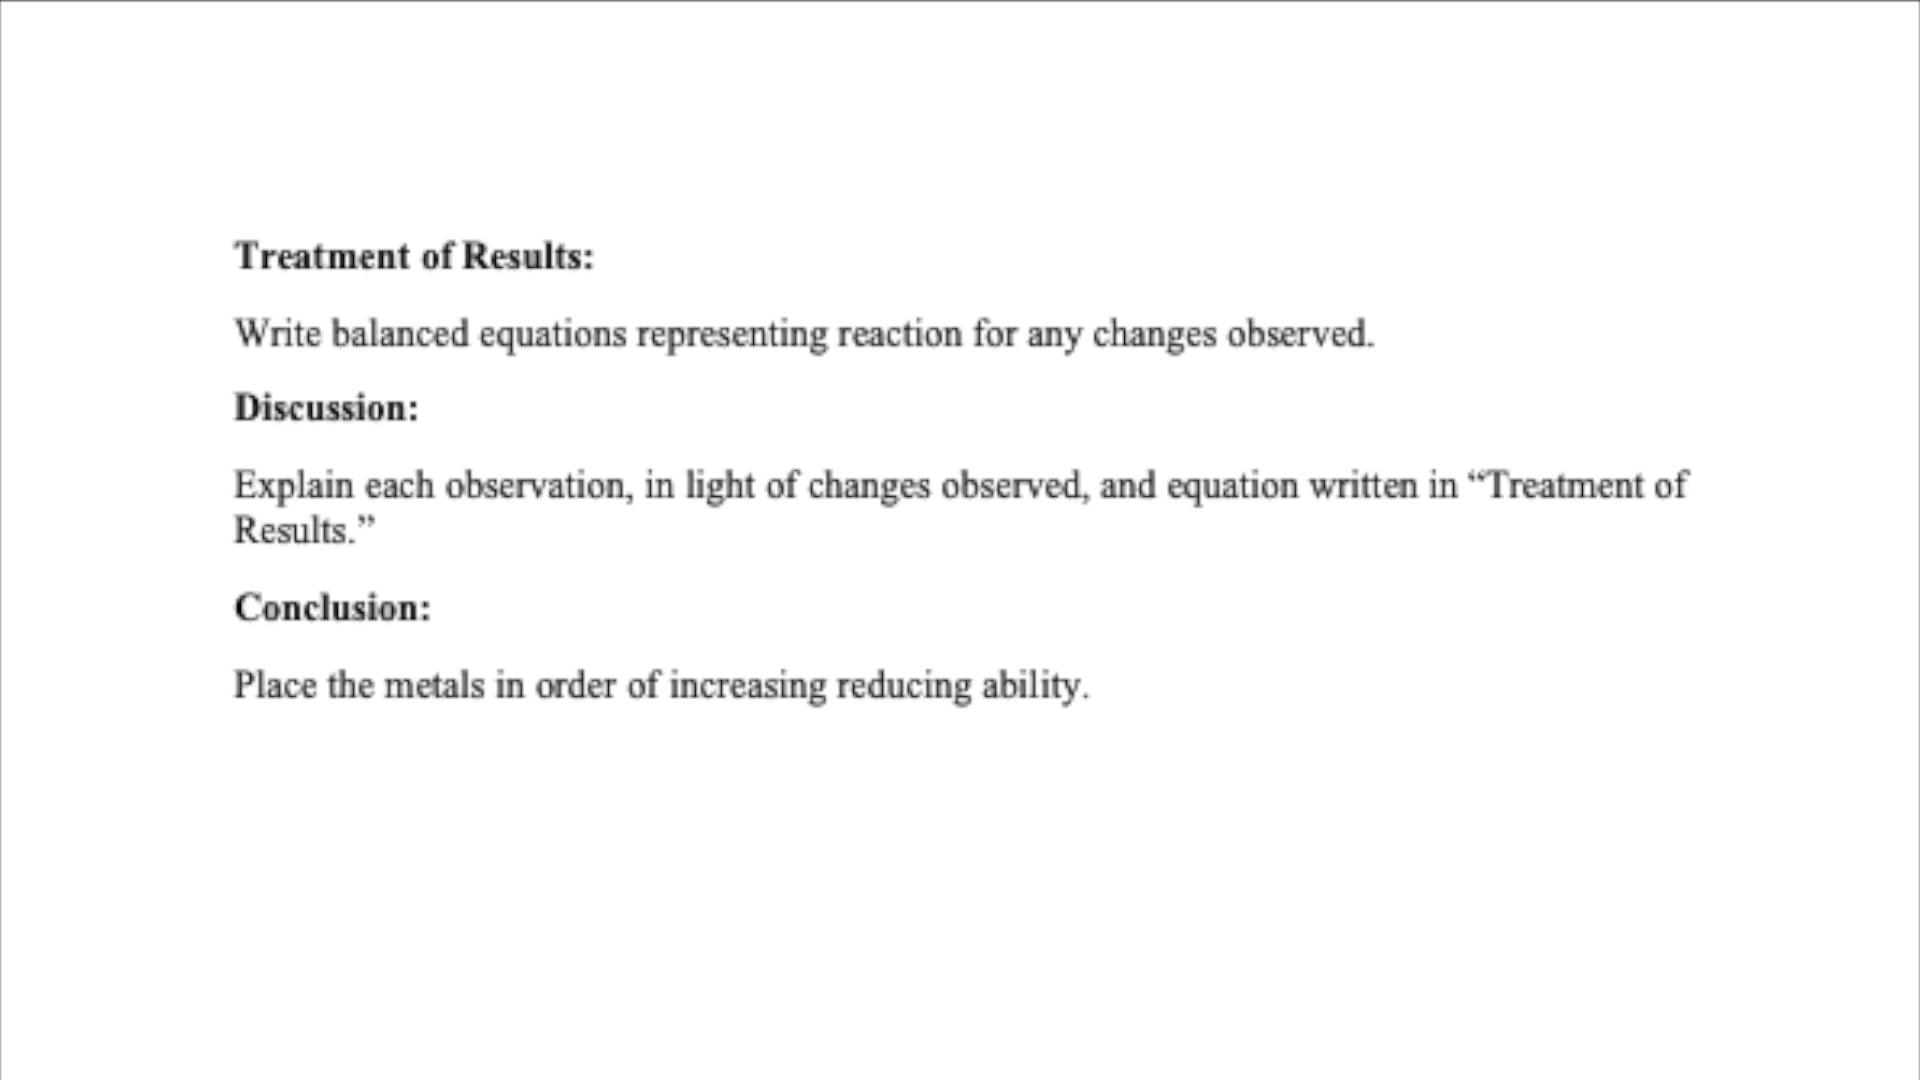 Treatment of Results:
Write balanced equations representing reaction for any changes observed.
Discussion:
Explain each observation, in light of changes observed, and equation written in “Treatment of
Results.”
Conclusion:
Place the metals in order of increasing reducing ability.